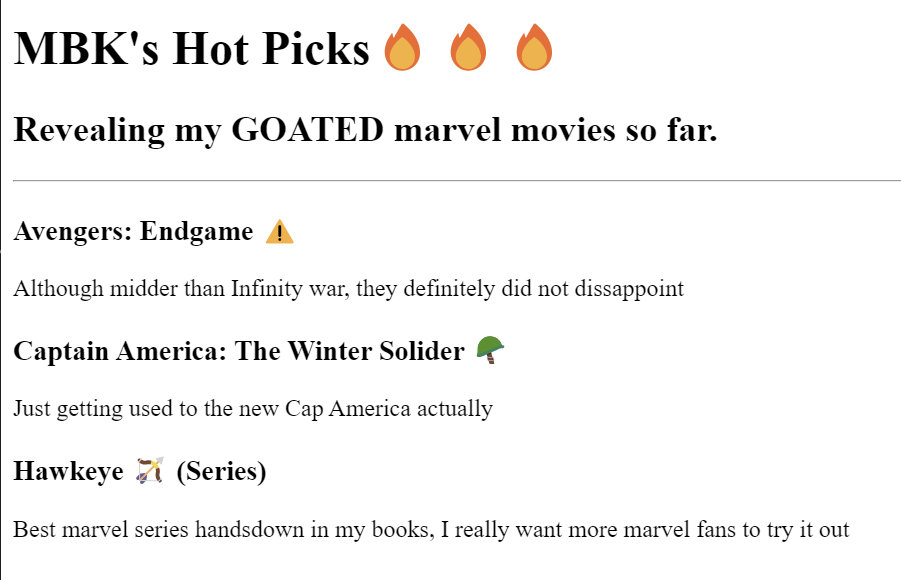 MBK's Hot Picks 🔥 🔥 🔥
Revealing my GOATED marvel movies so far.
Avengers: Endgame ⚠️
Although midder than Infinity war, they definitely did not dissappoint
Captain America: The Winter Solider 🪖
Just getting used to the new Cap America actually
Hawkeye 🏹 (Series)
Best marvel series handsdown in my books, I really want more marvel fans to try it out